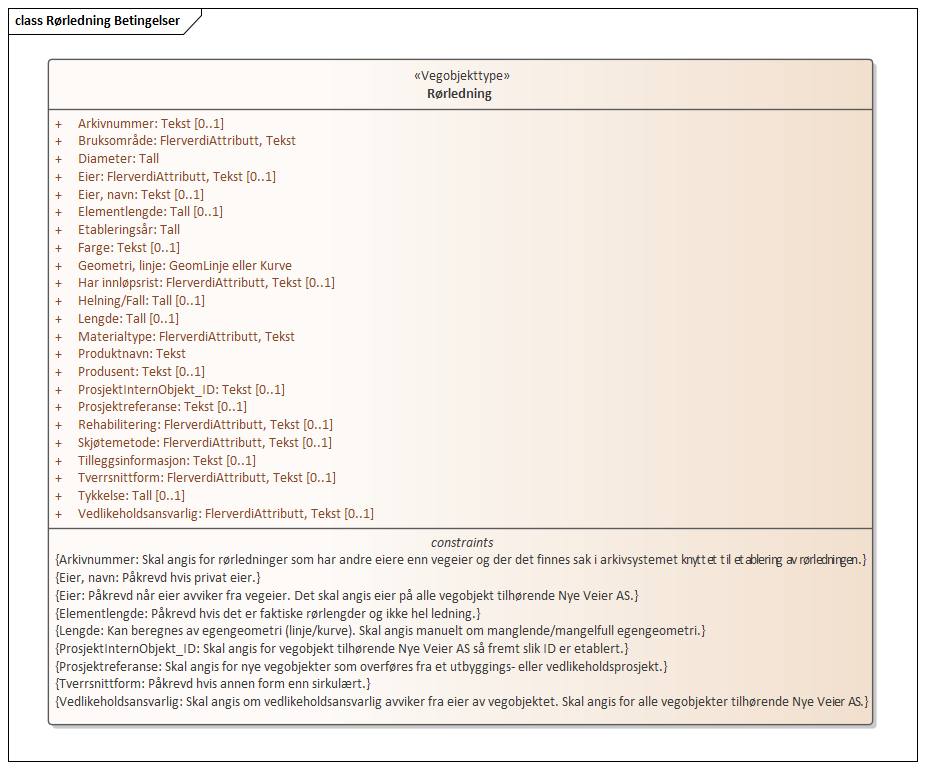 class Rørledning Betingelser
«Vegobjekttype»
Rørledning
+ Arkivnummer: Tekst [0..1]
+ Bruksområde: FlerverdiAttributt, Tekst
+ Diameter: Tall
+ Eier: FlerverdiAttributt, Tekst [0..1]
+ Eier, navn: Tekst [0..1]
+ Elementlengde: Tall [0..1]
+ Etableringsår: Tall
+ Farge: Tekst [0..1]
+ Geometri, linje: GeomLinje eller Kurve
+ Har innløpsrist: FlerverdiAttributt, Tekst [0..1]
+ Helning/Fall: Tall [0..1]
+ Lengde: Tall [0..1]
+ Materialtype: FlerverdiAttributt, Tekst
+ Produktnavn: Tekst
+ Produsent: Tekst [0..1]
+ ProsjektInternObjekt_ID: Tekst [0..1]
+ Prosjektreferanse: Tekst [0..1]
+ Rehabilitering: FlerverdiAttributt, Tekst [0..1]
+ Skjøtemetode: FlerverdiAttributt, Tekst [0..1]
+ Tilleggsinformasjon: Tekst [0..1]
+ Tverrsnittform: FlerverdiAttributt, Tekst [0..1]
+ Tykkelse: Tall [0..1]
+ Vedlikeholdsansvarlig: FlerverdiAttributt, Tekst [0..1]
constraints
{Arkivnummer: Skal angis for rørledninger som har andre eiere enn vegeier og der det finnes sak i arkivsystemet knyttet til etablering av rørledningen.}
{Eier, navn: Påkrevd hvis privat eier.}
{Eier: Påkrevd når eier avviker fra vegeier. Det skal angis eier på alle vegobjekt tilhørende Nye Veier AS.}
{Elementlengde: Påkrevd hvis det er faktiske rørlengder og ikke hel ledning.}
{Lengde: Kan beregnes av egengeometri (linje/kurve). Skal angis manuelt om manglende/mangelfull egengeometri.}
{ProsjektInternObjekt_ID: Skal angis for vegobjekt tilhørende Nye Veier AS så fremt slik ID er etablert.}
{Prosjektreferanse: Skal angis for nye vegobjekter som overføres fra et utbyggings- eller vedlikeholdsprosjekt.}
{Tverrsnittform: Påkrevd hvis annen form enn sirkulært.}
{Vedlikeholdsansvarlig: Skal angis om vedlikeholdsansvarlig avviker fra eier av vegobjektet. Skal angis for alle vegobjekter tilhørende Nye Veier AS.}